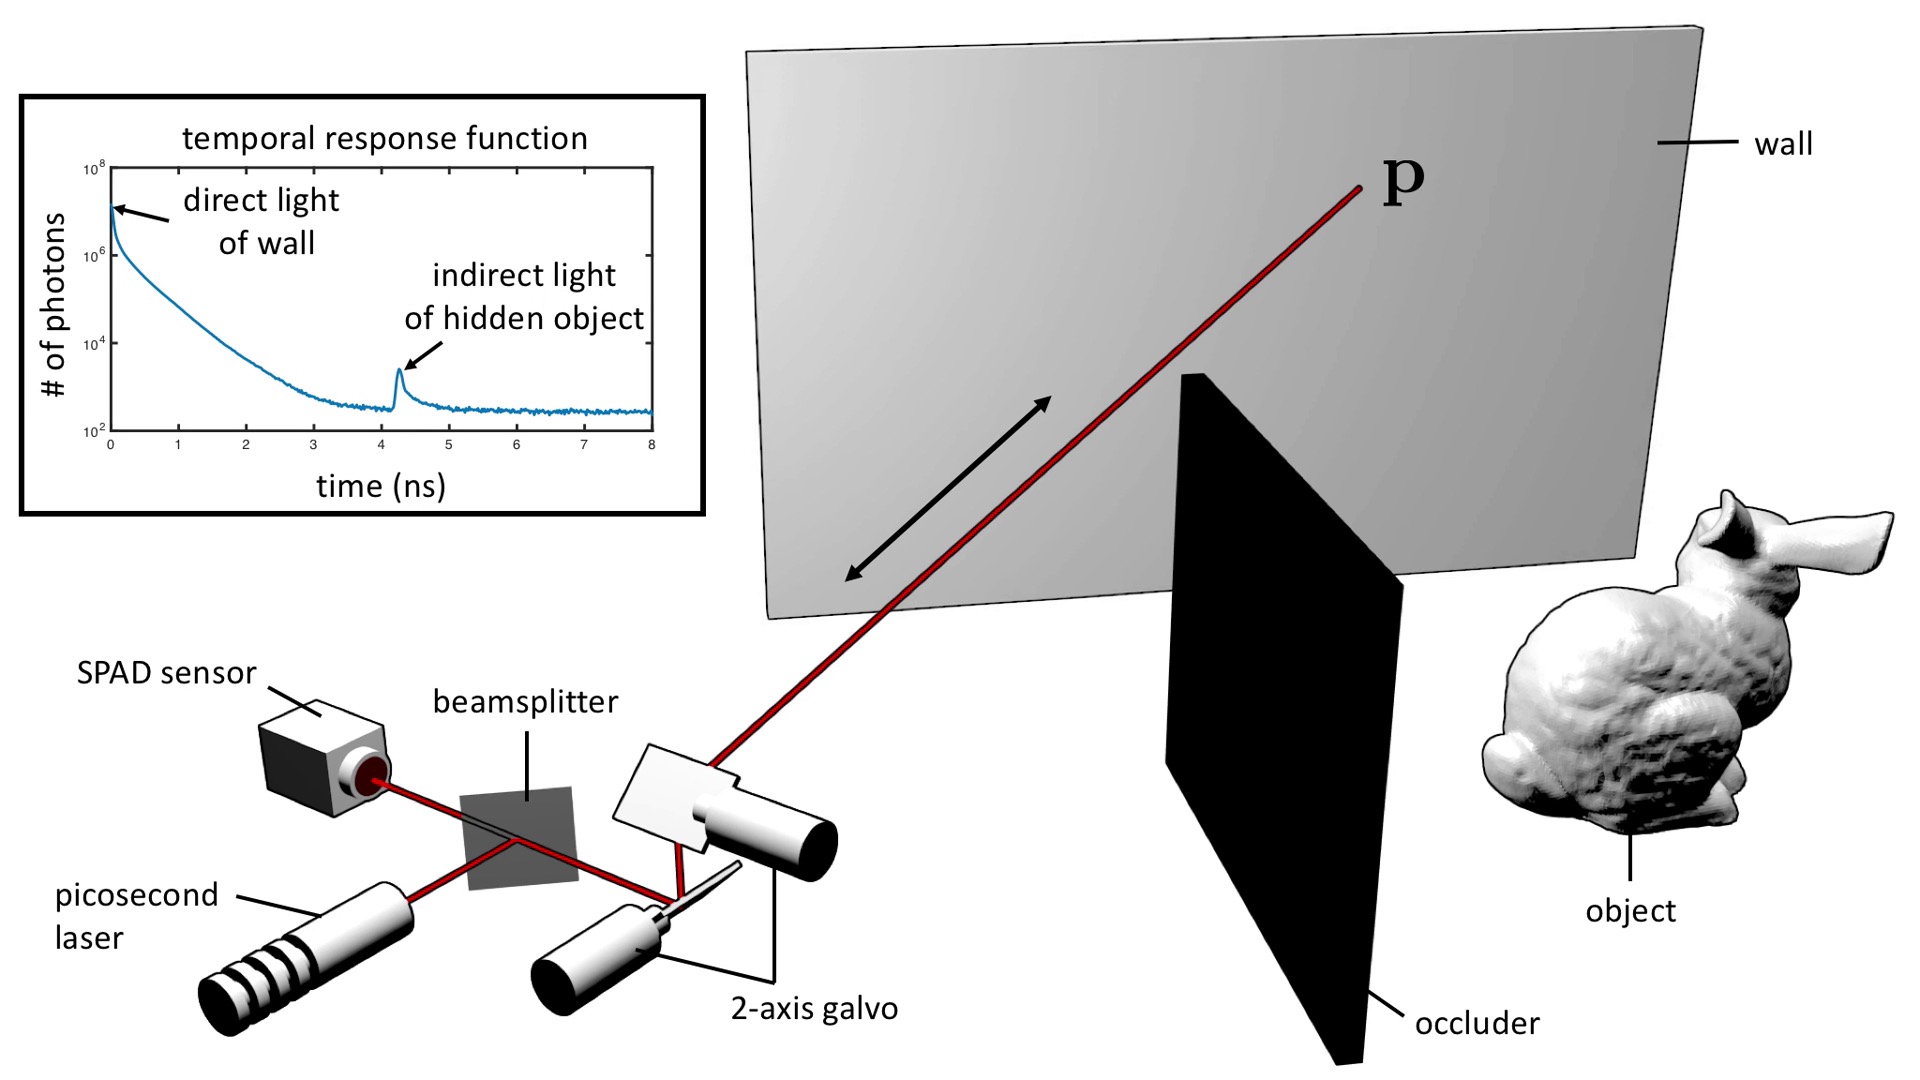 temporal response function
10^8
10^6
10^4
10^2
# of photons
direct light
of wall
indirect light
of hidden object
0 1 2 3 4 5 6 7 8
time (ns)
p
wall
SPAD sensor
beamsplitter
picosecond
laser
2-axis galvo
object
occluder